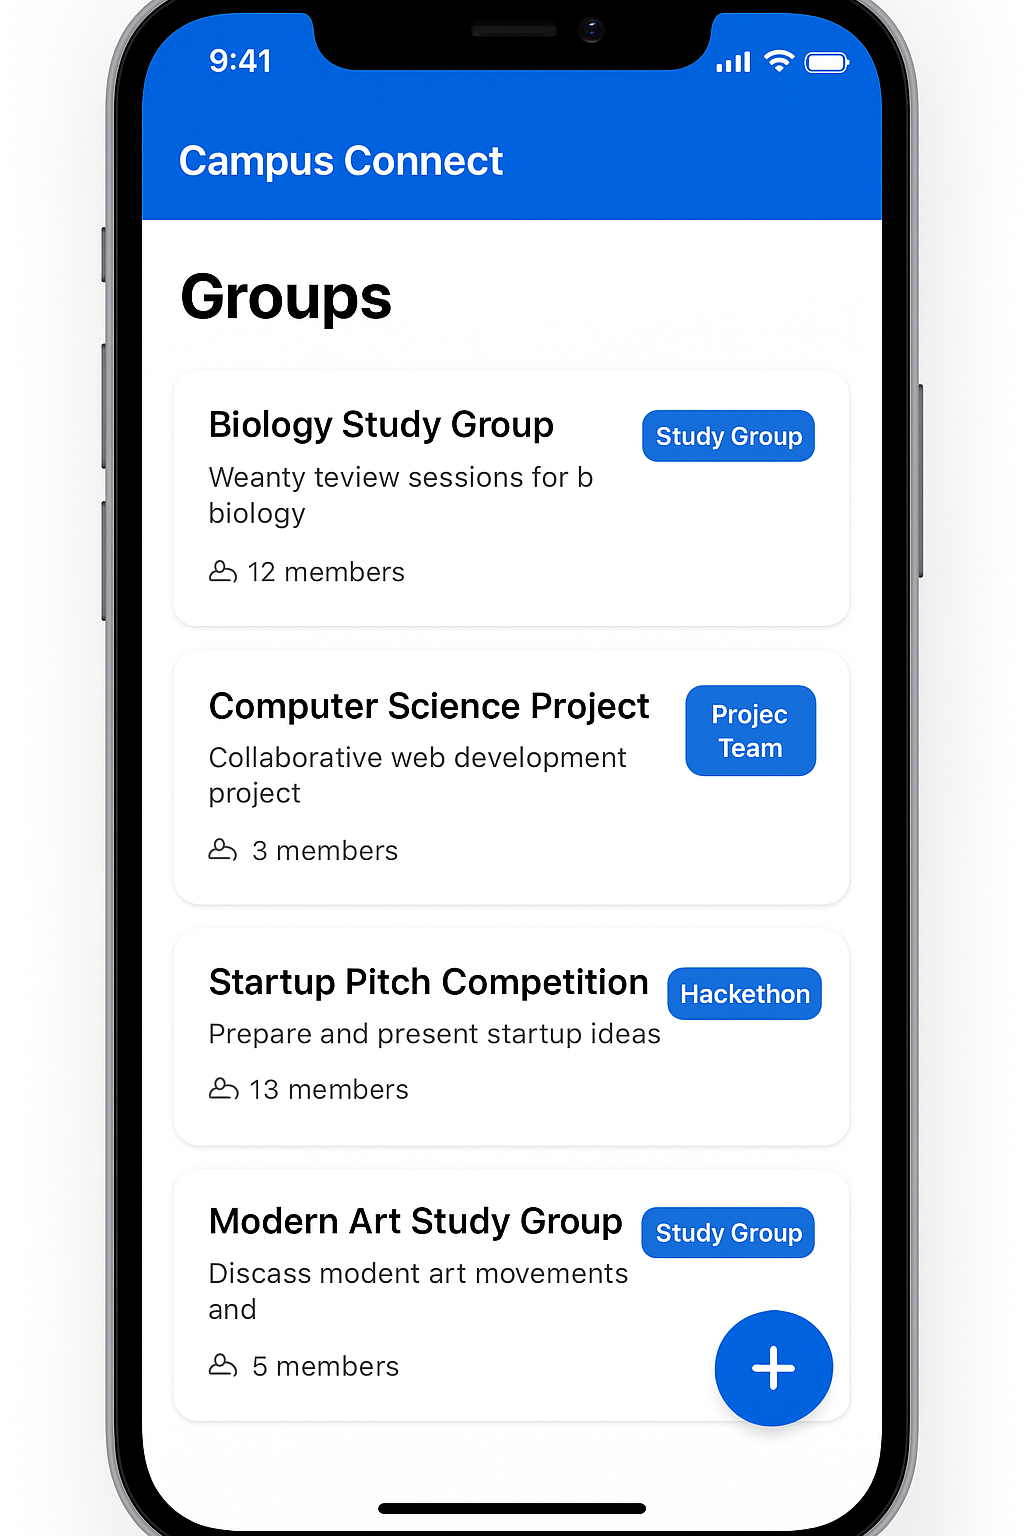 9:41
Campus Connect
Groups
Biology Study Group
Study Group
Weanty teview sessions for b
biology
12 members
Computer Science Project
Projec
Team
Collaborative web development
project
3 members
Startup Pitch Competition
Hackethon
Prepare and present startup ideas
13 members
Modern Art Study Group
Study Group
Discass modent art movements
and
5 members